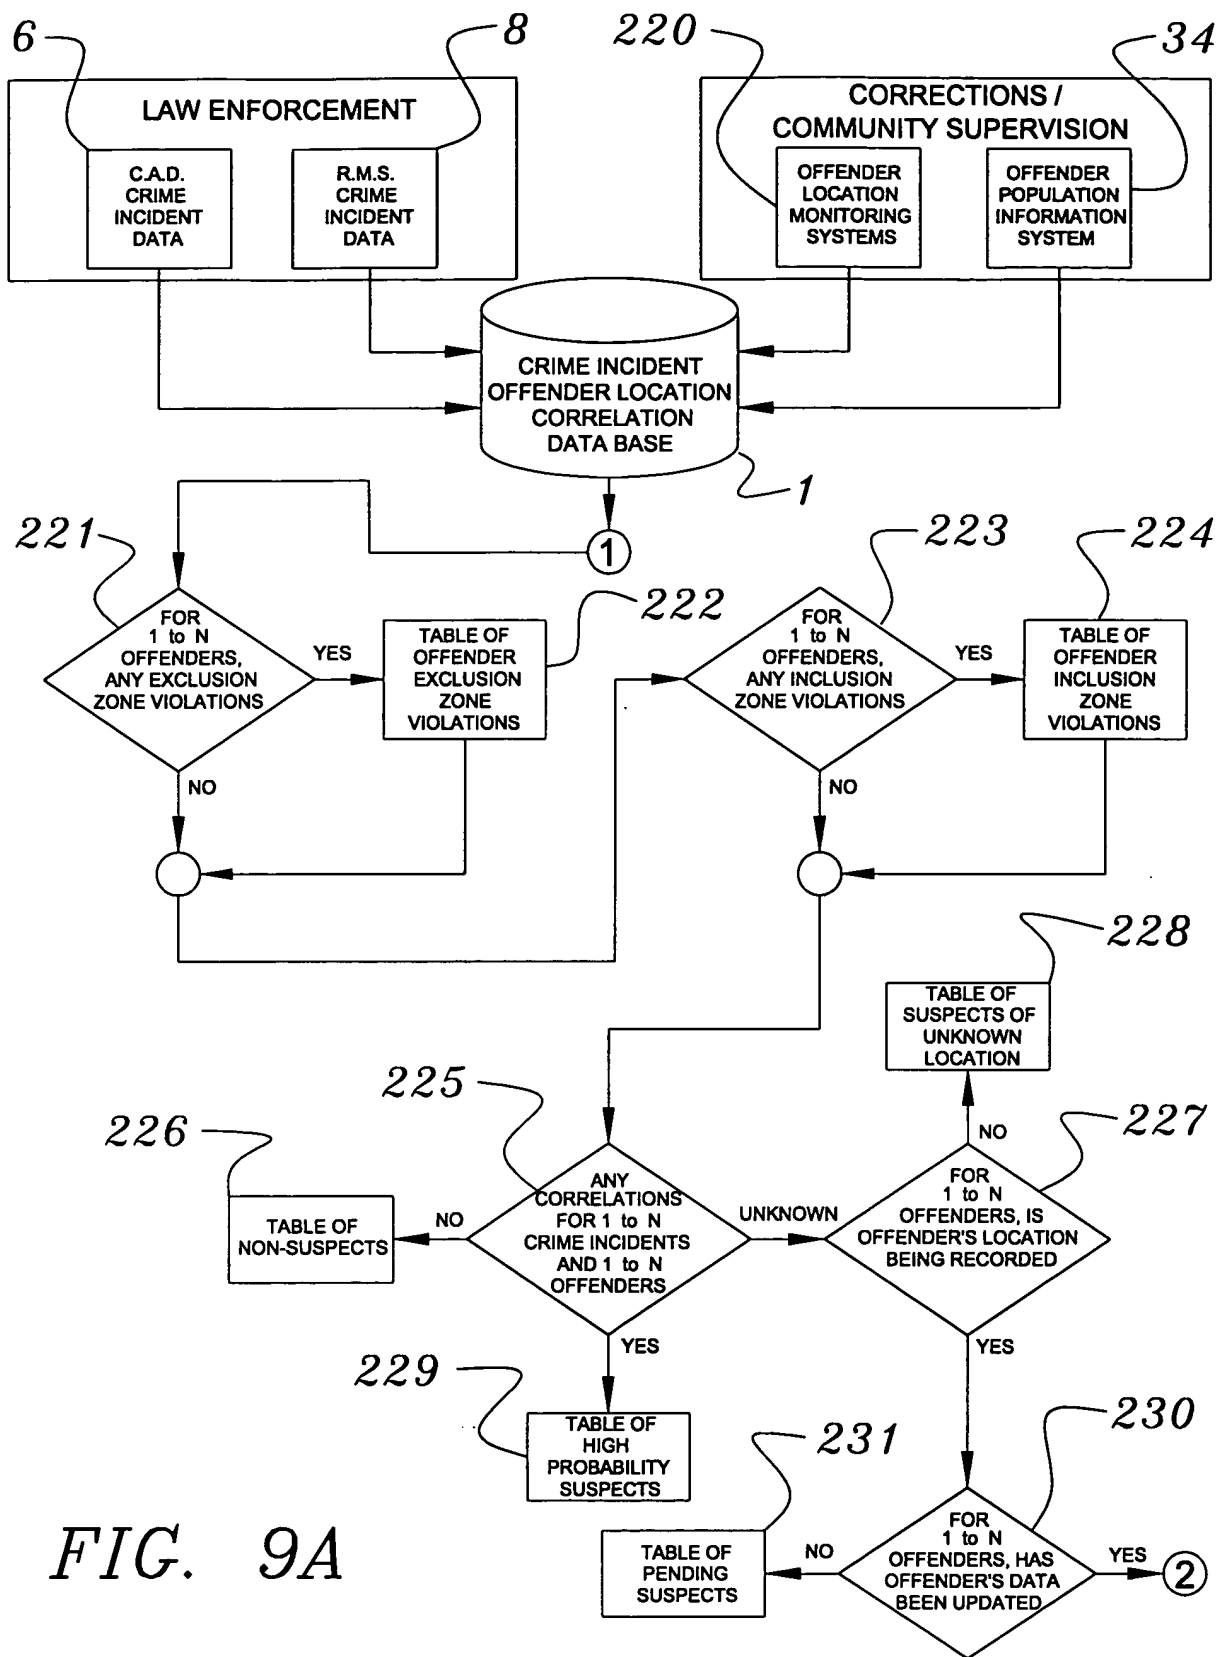 6
8
220
34
LAW ENFORCEMENT
C.A.D.
CRIME
INCIDENT
DATA
R.M.S.
CRIME
INCIDENT
DATA
CORRECTIONS /
COMMUNITY SUPERVISION
OFFENDER
LOCATION
MONITORING
SYSTEMS
OFFENDER
POPULATION
INFORMATION
SYSTEM
CRIME INCIDENT
OFFENDER LOCATION
CORRELATION
DATA BASE
1
1
221
FOR
1 to N
OFFENDERS,
ANY EXCLUSION
ZONE VIOLATIONS
YES
NO
222
TABLE OF
OFFENDER
EXCLUSION
ZONE
VIOLATIONS
223
FOR
1 to N
OFFENDERS,
ANY INCLUSION
ZONE VIOLATIONS
YES
NO
224
TABLE OF
OFFENDER
INCLUSION
ZONE
VIOLATIONS
228
TABLE OF
SUSPECTS OF
UNKNOWN
LOCATION
225
ANY
CORRELATIONS
FOR 1 to N
CRIME INCIDENTS
AND 1 to N
OFFENDERS
NO
UNKNOWN
YES
226
TABLE OF
NON-SUSPECTS
227
NO
FOR
1 to N
OFFENDERS, IS
OFFENDER'S LOCATION
BEING RECORDED
YES
229
TABLE OF
HIGH
PROBABILITY
SUSPECTS
231
TABLE OF
PENDING
SUSPECTS
230
FOR
1 to N
OFFENDERS, HAS
OFFENDER'S DATA
BEEN UPDATED
NO
YES
2
FIG. 9A